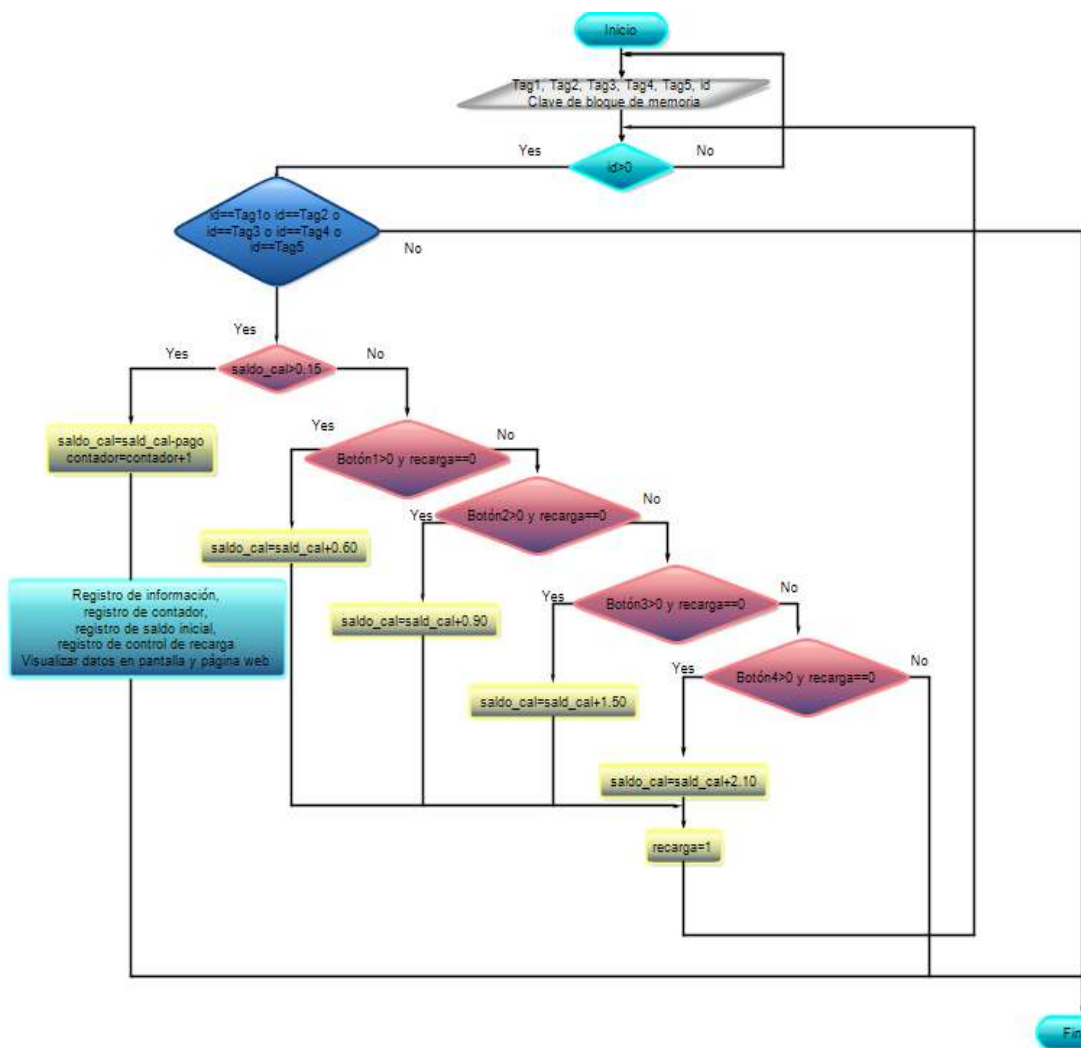 Inicio
Tag1, Tag2, Tag3, Tag4, Tag5, id
Clave de bloque de memoria
Yes
id>0
No
id==Tag1o id==Tag2 o
id==Tag3 o id==Tag4 o
id==Tag5
No
Yes
Yes
saldo_cal>0.15
No
saldo_cal=sald_cal-pago
contador=contador+1
Yes
Botón1>0 y recarga==0
No
saldo_cal=sald_cal+0.60
Yes
Botón2>0 y recarga==0
No
Registro de información,
registro de contador,
registro de saldo inicial,
registro de control de recarga
Visualizar datos en pantalla y página web
saldo_cal=sald_cal+0.90
Yes
Botón3>0 y recarga==0
No
saldo_cal=sald_cal+1.50
Yes
Botón4>0 y recarga==0
No
saldo_cal=sald_cal+2.10
recarga=1
Fin